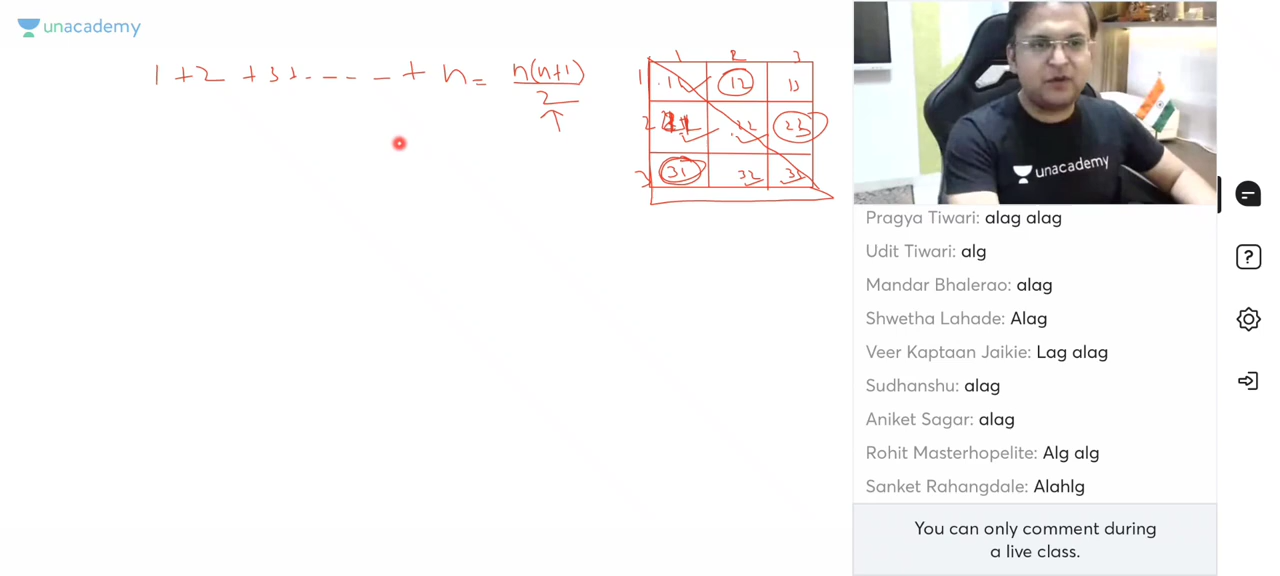 unacademy
1 + 2 + 3 + - - - - + n = n(n+1)/2
1 2 3
1 11 12 13
2 21 22 23
3 31 32 33
unacademy
Pragya Tiwari: alag alag
Udit Tiwari: alg
Mandar Bhalerao: alag
Shwetha Lahade: Alag
Veer Kaptaan Jaikie: Lag alag
Sudhanshu: alag
Aniket Sagar: alag
Rohit Masterhopelite: Alg alg
Sanket Rahangdale: Alahlg
You can only comment during
a live class.